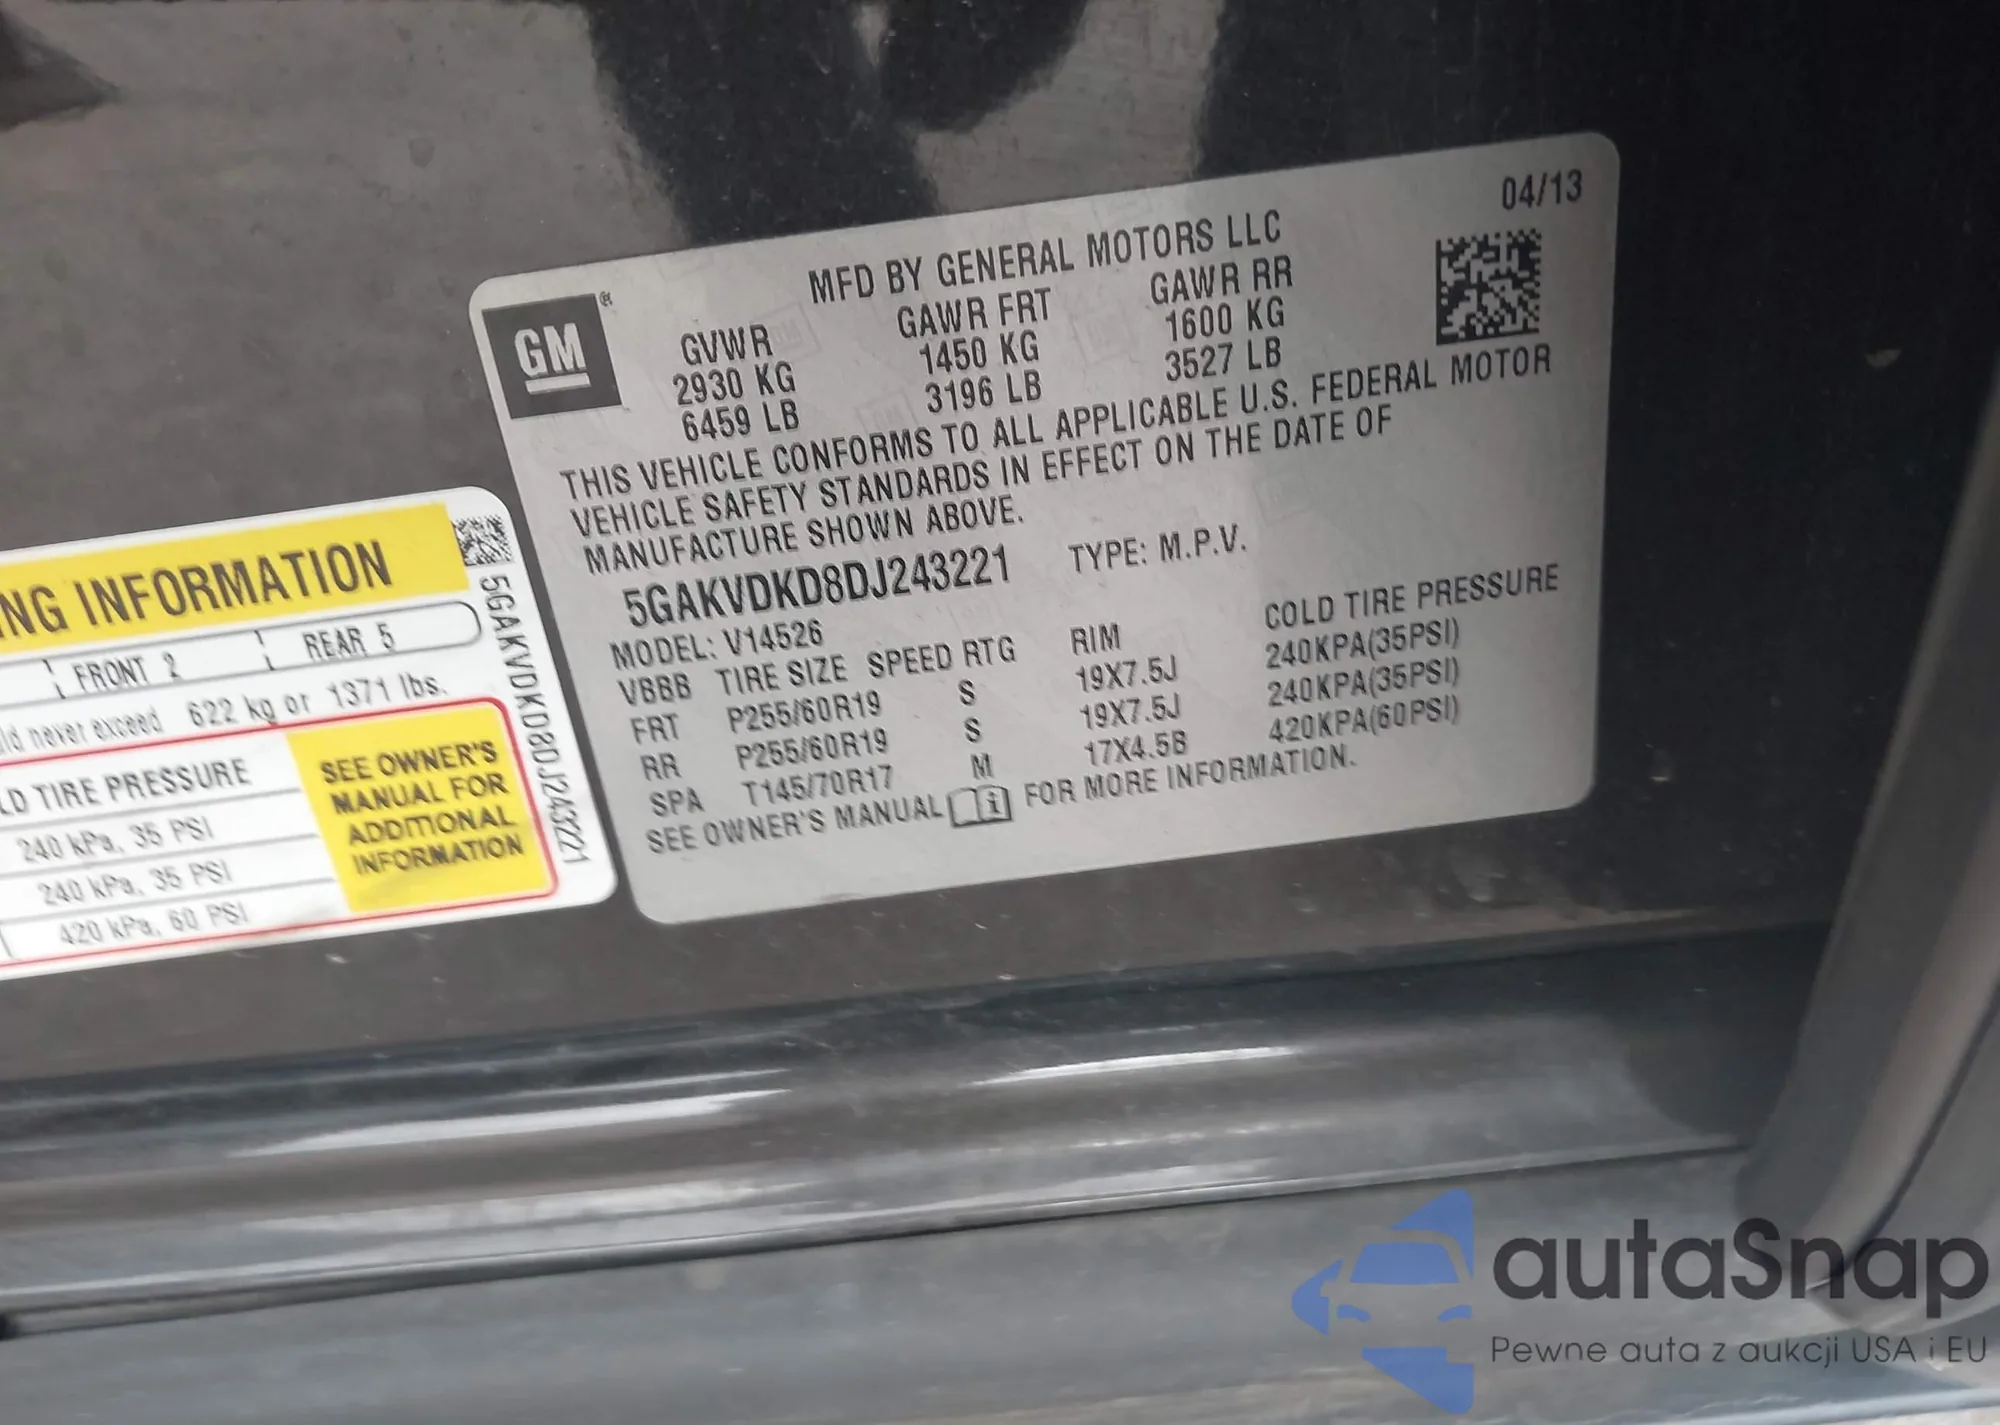 04/13
MFD BY GENERAL MOTORS LLC
GM ®
GVWR GAWR FRT GAWR RR
2930 KG 1450 KG 1600 KG
6459 LB 3196 LB 3527 LB
THIS VEHICLE CONFORMS TO ALL APPLICABLE U.S. FEDERAL MOTOR
VEHICLE SAFETY STANDARDS IN EFFECT ON THE DATE OF
MANUFACTURE SHOWN ABOVE.
5GAKVDKD8DJ243221 TYPE: M.P.V.
MODEL: V14526
VBBB TIRE SIZE SPEED RTG RIM COLD TIRE PRESSURE
FRT P255/60R19 S 19X7.5J 240KPA(35PSI)
RR P255/60R19 S 19X7.5J 240KPA(35PSI)
SPA T145/70R17 M 17X4.5B 420KPA(60PSI)
SEE OWNER'S MANUAL i FOR MORE INFORMATION.
NG INFORMATION
FRONT 2 REAR 5
ld never exceed 622 kg or 1371 lbs.
LD TIRE PRESSURE
240 kPa, 35 PSI
240 kPa, 35 PSI
420 kPa, 60 PSI
SEE OWNER'S
MANUAL FOR
ADDITIONAL
INFORMATION
5GAKVDKD8DJ243221
autaSnap
Pewne auta z aukcji USA i EU